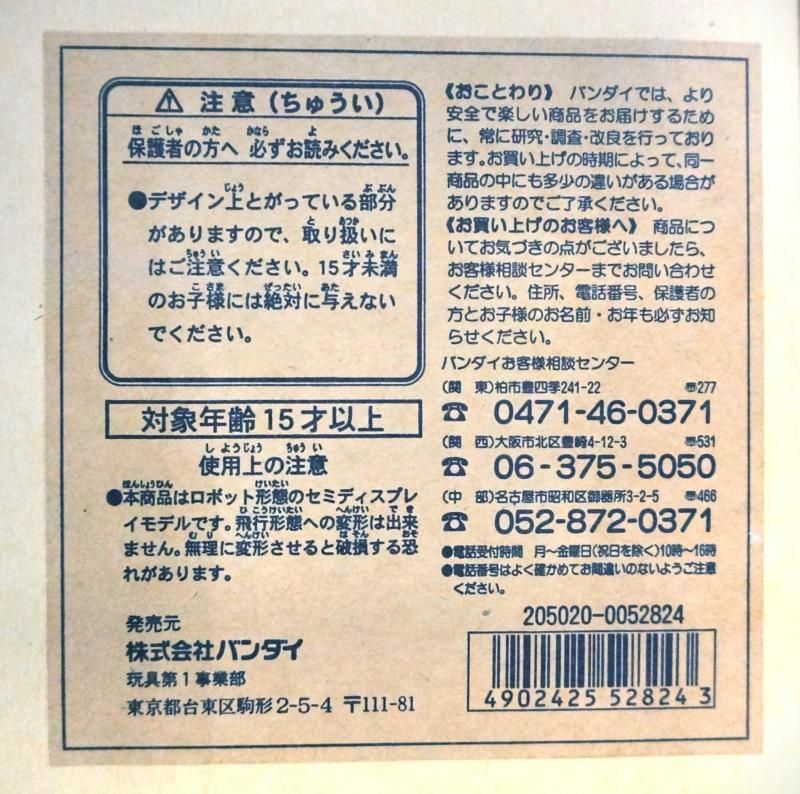 ⚠ 注意（ちゅうい）
保護者の方へ 必ずお読みください。
●デザイン上とがっている部分
がありますので、取り扱いに
はご注意ください。15才未満
のお子様には絶対に与えない
でください。
対象年齢15才以上
使用上の注意
●本商品はロボット形態のセミディスプレ
イモデルです。飛行形態への変形は出来
ません。無理に変形させると破損する恐
れがあります。
発売元
株式会社バンダイ
玩具第1事業部
東京都台東区駒形2-5-4 〒111-81
《おことわり》 バンダイでは、より
安全で楽しい商品をお届けするため
に、常に研究・調査・改良を行っており
ます。お買い上げの時期によって、同一
商品の中にも多少の違いがある場合が
ありますのでご了承ください。
《お買い上げのお客様へ》 商品につ
いてお気づきの点がございましたら、
お客様相談センターまでお問い合わせ
ください。住所、電話番号、保護者の
方とお子様のお名前・お年も必ずお知
らせください。
バンダイお客様相談センター
(関 東)柏市豊四季241-22 〒277
☎ 0471-46-0371
(関 西)大阪市北区豊崎4-12-3 〒531
☎ 06-375-5050
(中 部)名古屋市昭和区御器所3-2-5 〒466
☎ 052-872-0371
●電話受付時間 月〜金曜日(祝日を除く)10時〜16時
●電話番号はよく確かめてお間違いのないようご注意
ください。
205020-0052824
4902425 52824 3